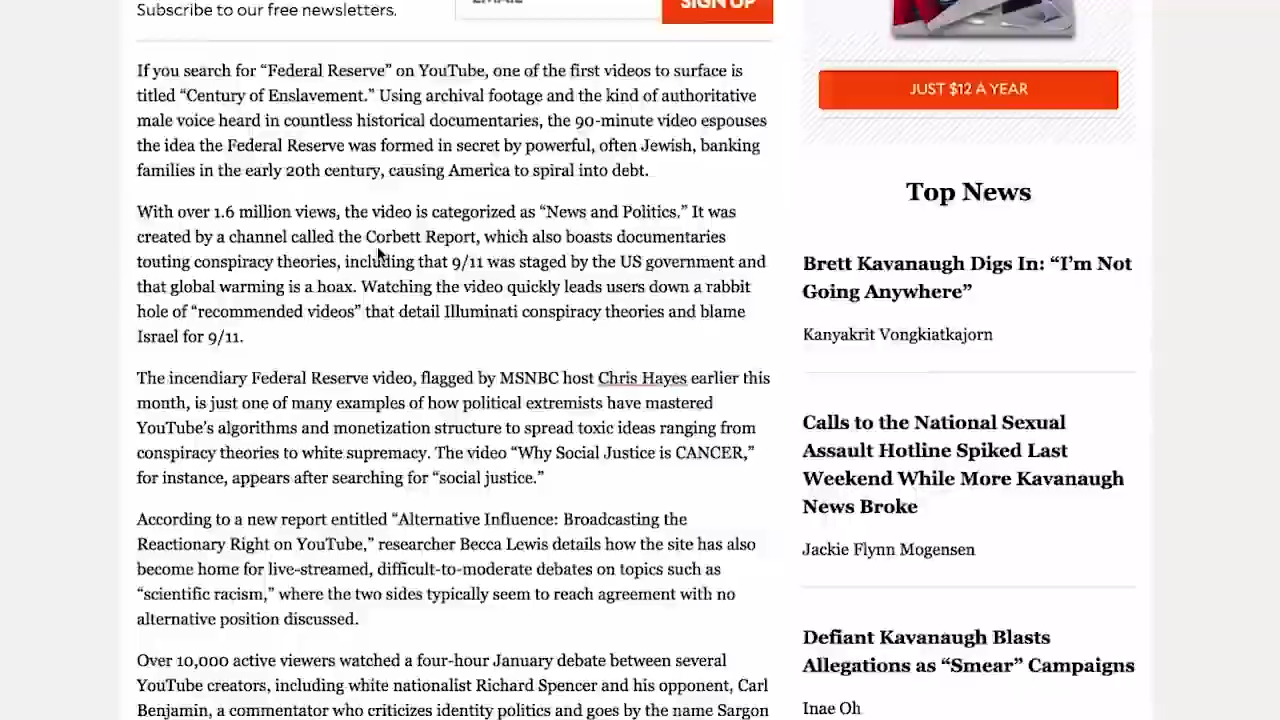 Subscribe to our free newsletters.
EMAIL
SIGN UP
If you search for “Federal Reserve” on YouTube, one of the first videos to surface is
titled “Century of Enslavement.” Using archival footage and the kind of authoritative
male voice heard in countless historical documentaries, the 90-minute video espouses
the idea the Federal Reserve was formed in secret by powerful, often Jewish, banking
families in the early 20th century, causing America to spiral into debt.
With over 1.6 million views, the video is categorized as “News and Politics.” It was
created by a channel called the Corbett Report, which also boasts documentaries
touting conspiracy theories, including that 9/11 was staged by the US government and
that global warming is a hoax. Watching the video quickly leads users down a rabbit
hole of “recommended videos” that detail Illuminati conspiracy theories and blame
Israel for 9/11.
The incendiary Federal Reserve video, flagged by MSNBC host Chris Hayes earlier this
month, is just one of many examples of how political extremists have mastered
YouTube’s algorithms and monetization structure to spread toxic ideas ranging from
conspiracy theories to white supremacy. The video “Why Social Justice is CANCER,”
for instance, appears after searching for “social justice.”
According to a new report entitled “Alternative Influence: Broadcasting the
Reactionary Right on YouTube,” researcher Becca Lewis details how the site has also
become home for live-streamed, difficult-to-moderate debates on topics such as
“scientific racism,” where the two sides typically seem to reach agreement with no
alternative position discussed.
Over 10,000 active viewers watched a four-hour January debate between several
YouTube creators, including white nationalist Richard Spencer and his opponent, Carl
Benjamin, a commentator who criticizes identity politics and goes by the name Sargon
JUST $12 A YEAR
Top News
Brett Kavanaugh Digs In: “I’m Not
Going Anywhere”
Kanyakrit Vongkiatkajorn
Calls to the National Sexual
Assault Hotline Spiked Last
Weekend While More Kavanaugh
News Broke
Jackie Flynn Mogensen
Defiant Kavanaugh Blasts
Allegations as “Smear” Campaigns
Inae Oh